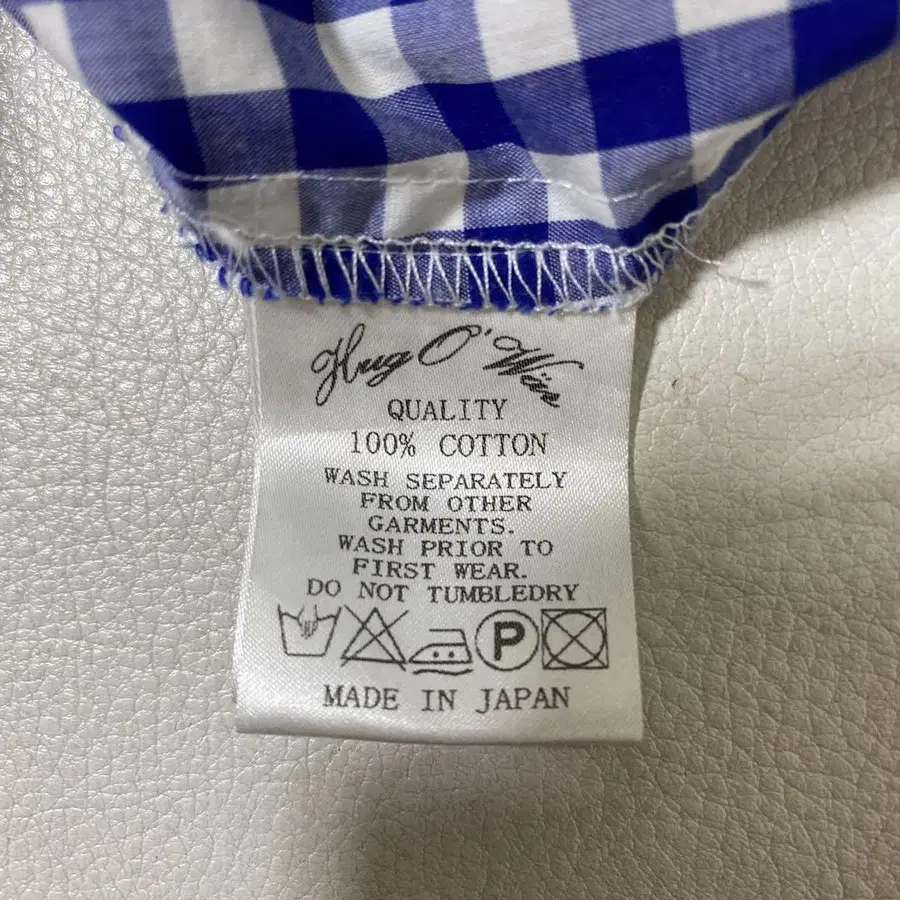 Hug O' Wär
QUALITY
100% COTTON
WASH SEPARATELY
FROM OTHER
GARMENTS.
WASH PRIOR TO
FIRST WEAR.
DO NOT TUMBLEDRY
P
MADE IN JAPAN